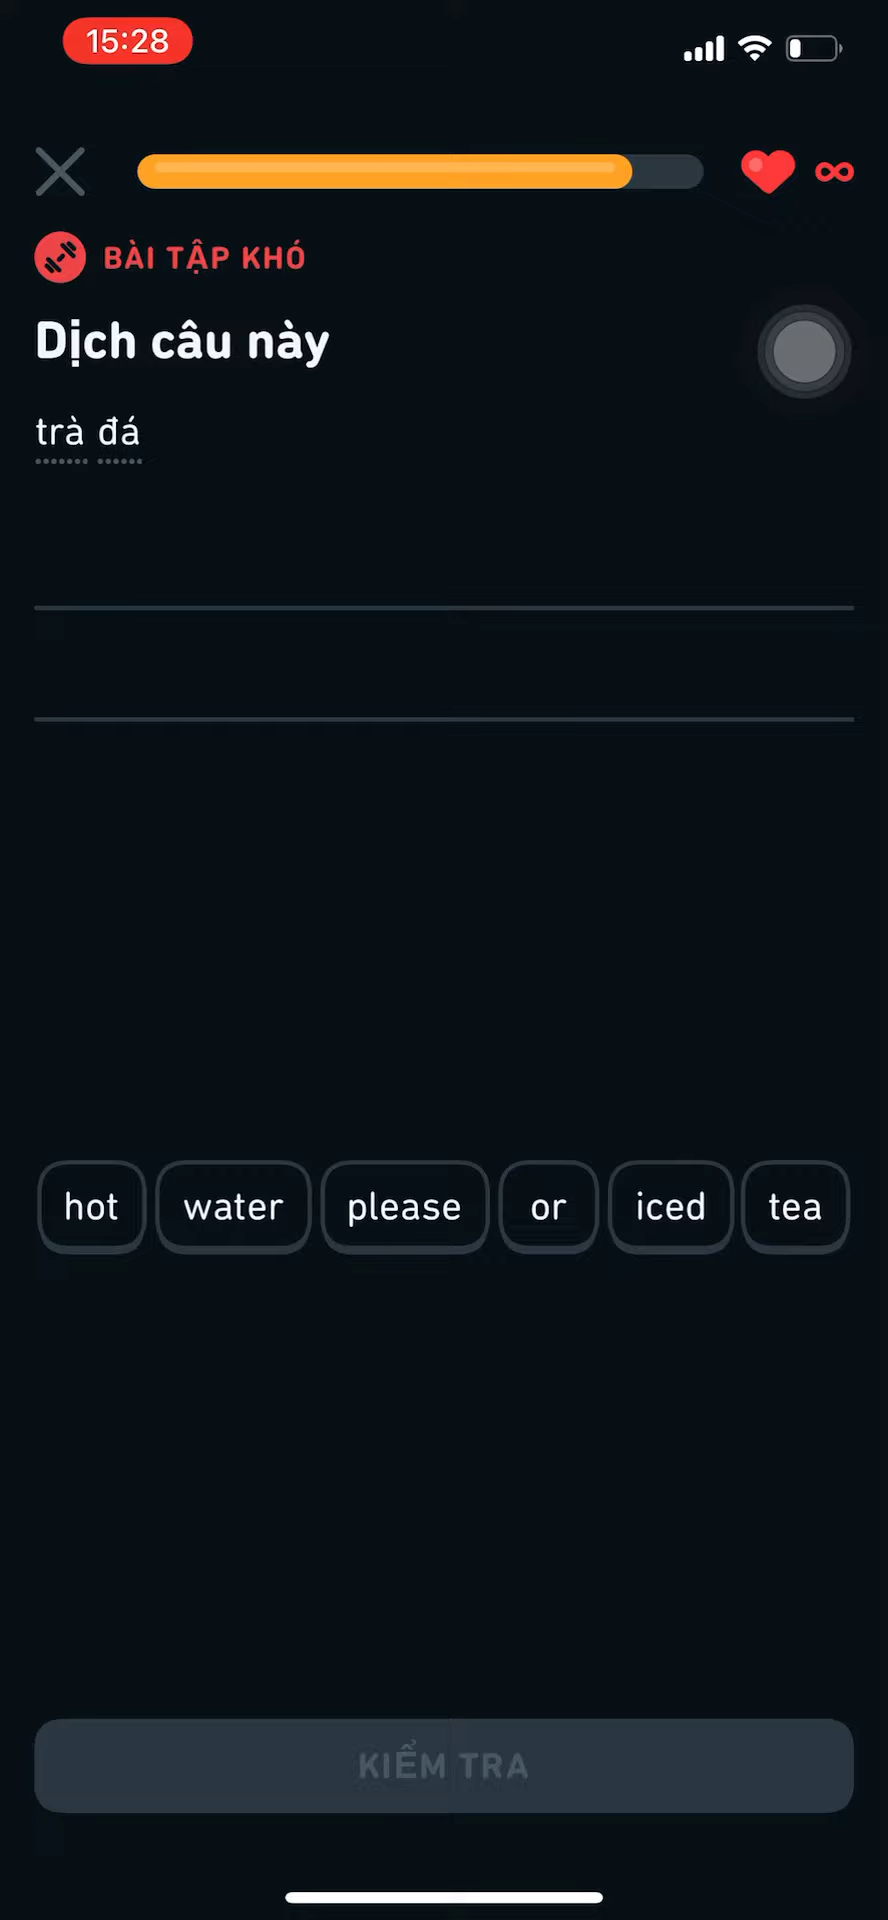 15:28
BÀI TẬP KHÓ
Dịch câu này
trà đá
hot water please or iced tea
KIỂM TRA